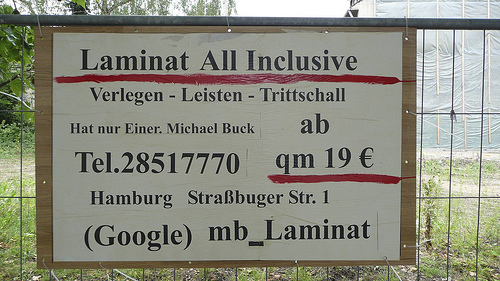 Laminat All Inclusive
Verlegen - Leisten - Trittschall
Hat nur Einer. Michael Buck ab
Tel.28517770 qm 19 €
Hamburg Straßbuger Str. 1
(Google) mb_Laminat